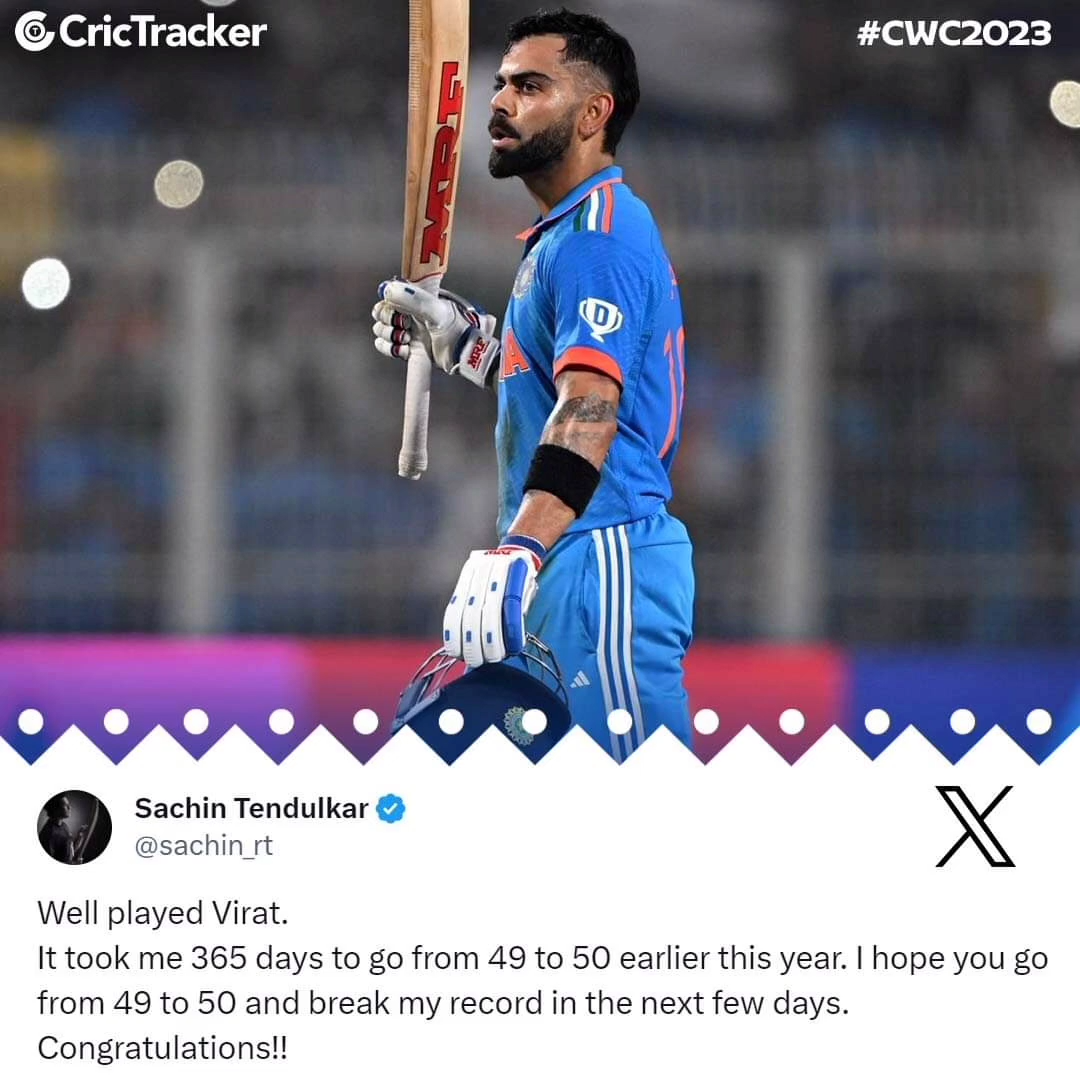 CricTracker
#CWC2023
MRF
MRF
Sachin Tendulkar
@sachin_rt
Well played Virat.
It took me 365 days to go from 49 to 50 earlier this year. I hope you go
from 49 to 50 and break my record in the next few days.
Congratulations!!